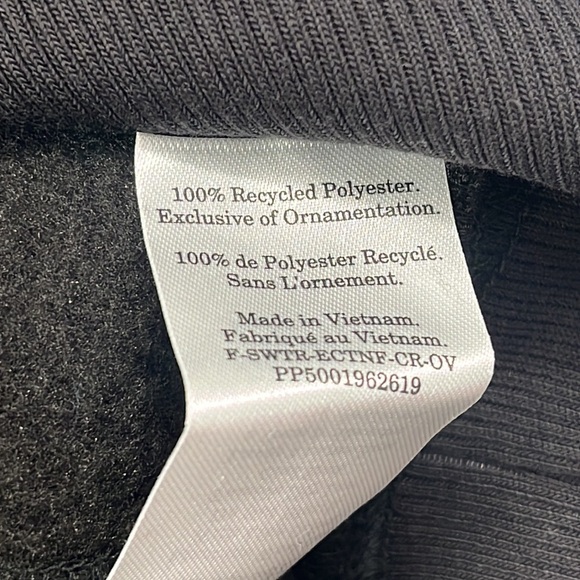 100% Recycled Polyester.
Exclusive of Ornamentation.
100% de Polyester Recyclé.
Sans L'ornement.
Made in Vietnam.
Fabriqué au Vietnam.
F-SWTR-ECTNF-CR-OV
PP5001962619